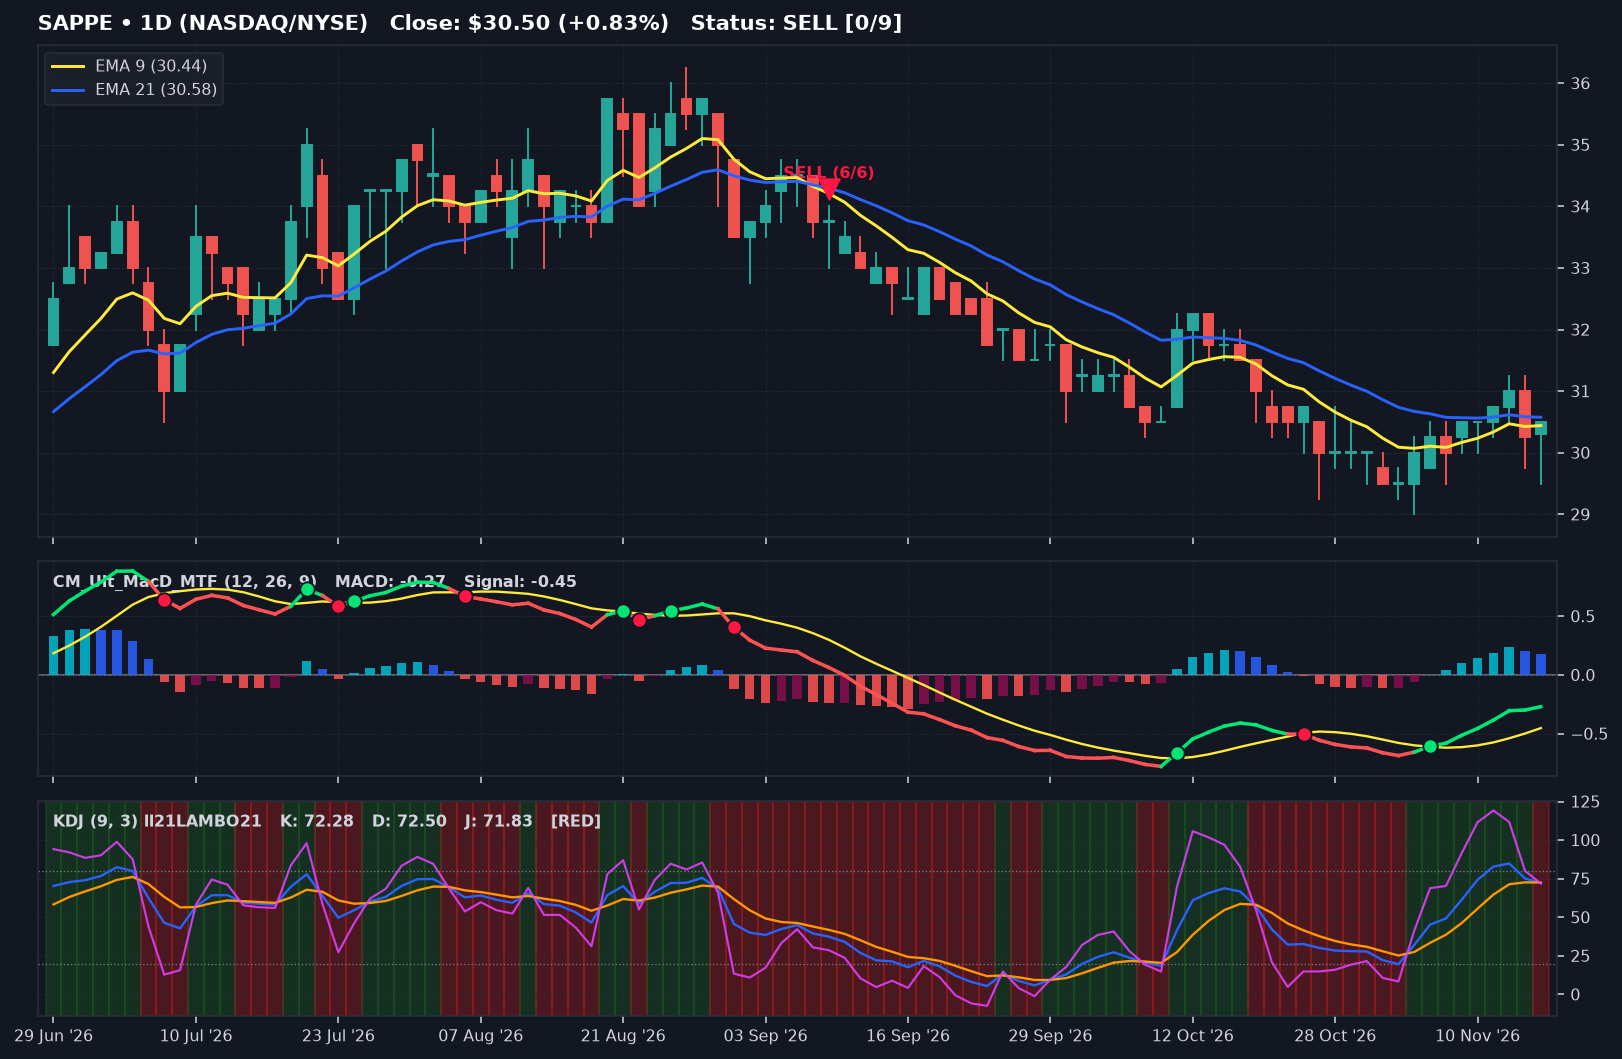 SAPPE • 1D (NASDAQ/NYSE)   Close: $30.50 (+0.83%)   Status: SELL [0/9]
EMA 9 (30.44)
EMA 21 (30.58)
SELL (6/6)
36
35
34
33
32
31
30
29
CM_Ult_MacD_MTF (12, 26, 9)   MACD: -0.27   Signal: -0.45
0.5
0.0
−0.5
KDJ (9, 3) II21LAMBO21   K: 72.28   D: 72.50   J: 71.83   [RED]
125
100
75
50
25
0
29 Jun '26
10 Jul '26
23 Jul '26
07 Aug '26
21 Aug '26
03 Sep '26
16 Sep '26
29 Sep '26
12 Oct '26
28 Oct '26
10 Nov '26